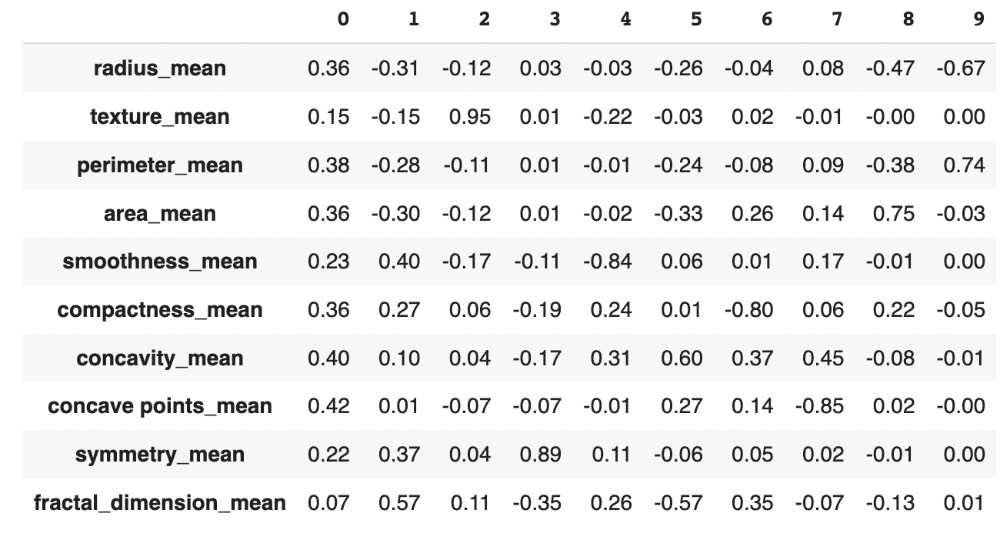 0 1 2 3 4 5 6 7 8 9
radius_mean 0.36 -0.31 -0.12 0.03 -0.03 -0.26 -0.04 0.08 -0.47 -0.67
texture_mean 0.15 -0.15 0.95 0.01 -0.22 -0.03 0.02 -0.01 -0.00 0.00
perimeter_mean 0.38 -0.28 -0.11 0.01 -0.01 -0.24 -0.08 0.09 -0.38 0.74
area_mean 0.36 -0.30 -0.12 0.01 -0.02 -0.33 0.26 0.14 0.75 -0.03
smoothness_mean 0.23 0.40 -0.17 -0.11 -0.84 0.06 0.01 0.17 -0.01 0.00
compactness_mean 0.36 0.27 0.06 -0.19 0.24 0.01 -0.80 0.06 0.22 -0.05
concavity_mean 0.40 0.10 0.04 -0.17 0.31 0.60 0.37 0.45 -0.08 -0.01
concave points_mean 0.42 0.01 -0.07 -0.07 -0.01 0.27 0.14 -0.85 0.02 -0.00
symmetry_mean 0.22 0.37 0.04 0.89 0.11 -0.06 0.05 0.02 -0.01 0.00
fractal_dimension_mean 0.07 0.57 0.11 -0.35 0.26 -0.57 0.35 -0.07 -0.13 0.01